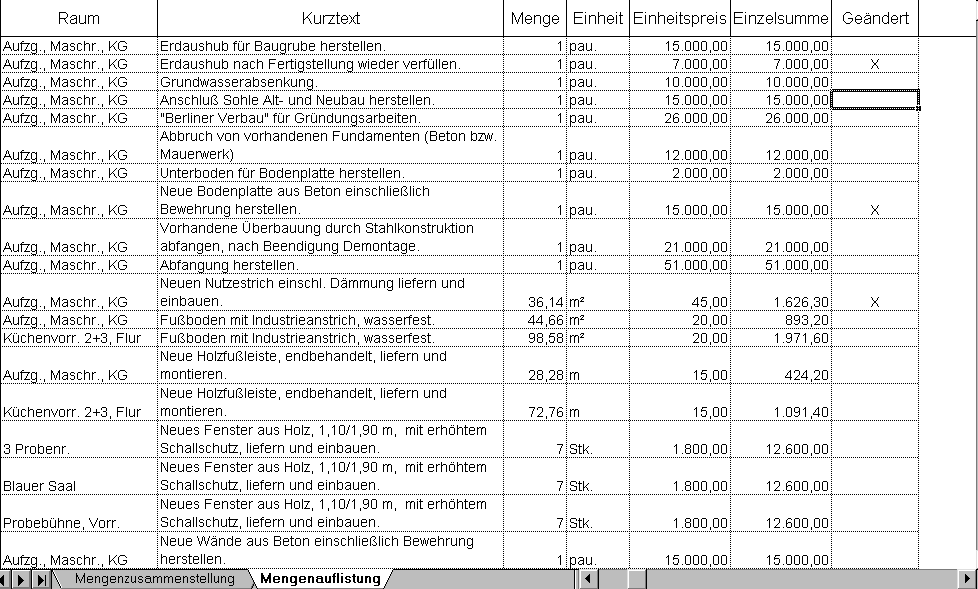 Raum Kurztext Menge Einheit Einheitspreis Einzelsumme Geändert
Aufzg., Maschr., KG Erdaushub für Baugrube herstellen. 1 pau. 15.000,00 15.000,00
Aufzg., Maschr., KG Erdaushub nach Fertigstellung wieder verfüllen. 1 pau. 7.000,00 7.000,00 X
Aufzg., Maschr., KG Grundwasserabsenkung. 1 pau. 10.000,00 10.000,00
Aufzg., Maschr., KG Anschluß Sohle Alt- und Neubau herstellen. 1 pau. 15.000,00 15.000,00
Aufzg., Maschr., KG "Berliner Verbau" für Gründungsarbeiten. 1 pau. 26.000,00 26.000,00
Abbruch von vorhandenen Fundamenten (Beton bzw.
Aufzg., Maschr., KG Mauerwerk) 1 pau. 12.000,00 12.000,00
Aufzg., Maschr., KG Unterboden für Bodenplatte herstellen. 1 pau. 2.000,00 2.000,00
Neue Bodenplatte aus Beton einschließlich
Aufzg., Maschr., KG Bewehrung herstellen. 1 pau. 15.000,00 15.000,00 X
Vorhandene Überbauung durch Stahlkonstruktion
Aufzg., Maschr., KG abfangen, nach Beendigung Demontage. 1 pau. 21.000,00 21.000,00
Aufzg., Maschr., KG Abfangung herstellen. 1 pau. 51.000,00 51.000,00
Neuen Nutzestrich einschl. Dämmung liefern und
Aufzg., Maschr., KG einbauen. 36,14 m² 45,00 1.626,30 X
Aufzg., Maschr., KG Fußboden mit Industrieanstrich, wasserfest. 44,66 m² 20,00 893,20
Küchenvorr. 2+3, Flur Fußboden mit Industrieanstrich, wasserfest. 98,58 m² 20,00 1.971,60
Neue Holzfußleiste, endbehandelt, liefern und
Aufzg., Maschr., KG montieren. 28,28 m 15,00 424,20
Neue Holzfußleiste, endbehandelt, liefern und
Küchenvorr. 2+3, Flur montieren. 72,76 m 15,00 1.091,40
Neues Fenster aus Holz, 1,10/1,90 m, mit erhöhtem
3 Probenr. Schallschutz, liefern und einbauen. 7 Stk. 1.800,00 12.600,00
Neues Fenster aus Holz, 1,10/1,90 m, mit erhöhtem
Blauer Saal Schallschutz, liefern und einbauen. 7 Stk. 1.800,00 12.600,00
Neues Fenster aus Holz, 1,10/1,90 m, mit erhöhtem
Probebühne, Vorr. Schallschutz, liefern und einbauen. 7 Stk. 1.800,00 12.600,00
Neue Wände aus Beton einschließlich Bewehrung
Aufzg., Maschr., KG herstellen. 1 pau. 15.000,00 15.000,00
Mengenzusammenstellung Mengenauflistung